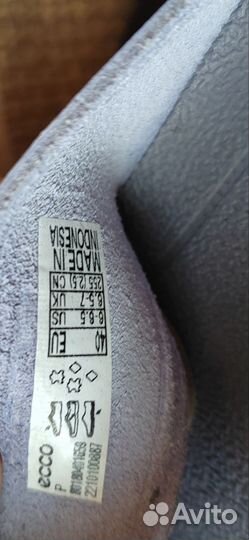 ecco
P
2210100887
EU 40
US 6-6.5
UK 6.5-7
255 (2.5) CN
MADE IN
INDONESIA
Avito